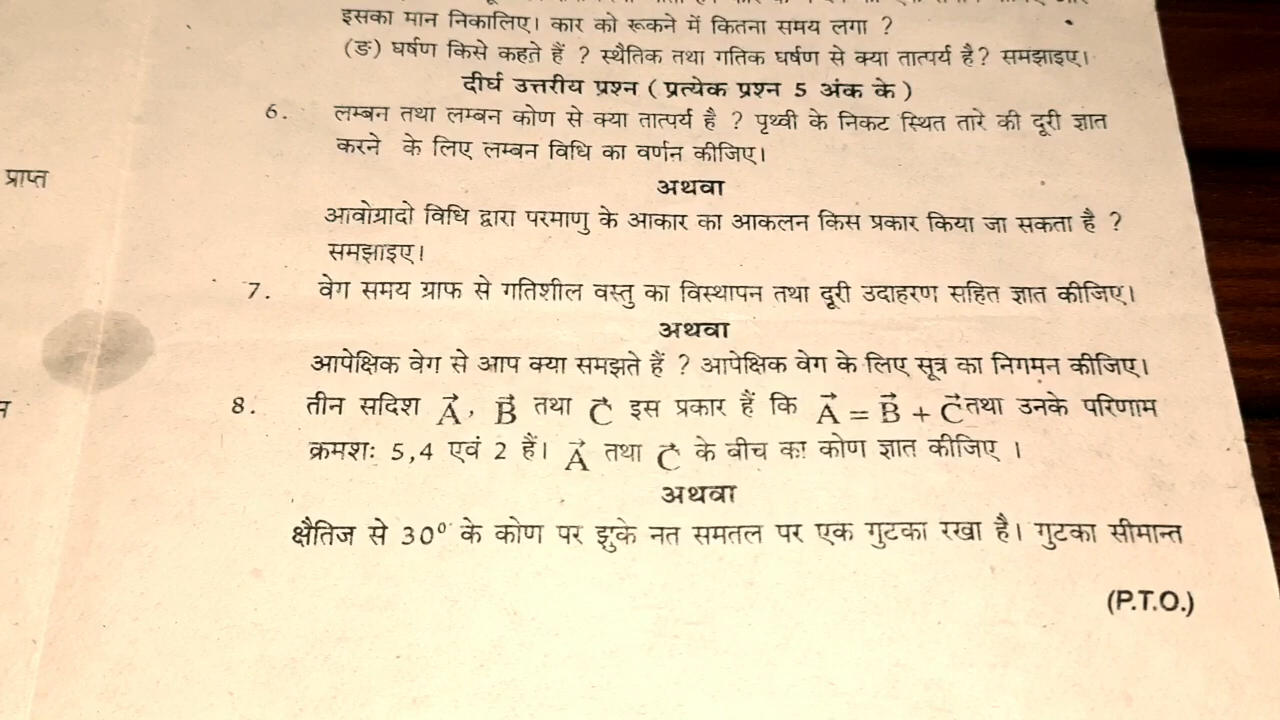 इसका मान निकालिए। कार को रूकने में कितना समय लगा ?
(ङ) घर्षण किसे कहते हैं ? स्थैतिक तथा गतिक घर्षण से क्या तात्पर्य है? समझाइए।
दीर्घ उत्तरीय प्रश्न ( प्रत्येक प्रश्न 5 अंक के )
6. लम्बन तथा लम्बन कोण से क्या तात्पर्य है ? पृथ्वी के निकट स्थित तारे की दूरी ज्ञात
करने के लिए लम्बन विधि का वर्णन कीजिए।
प्राप्त
अथवा
आवोग्रादो विधि द्वारा परमाणु के आकार का आकलन किस प्रकार किया जा सकता है ?
समझाइए।
7. वेग समय ग्राफ से गतिशील वस्तु का विस्थापन तथा दूरी उदाहरण सहित ज्ञात कीजिए।
अथवा
आपेक्षिक वेग से आप क्या समझते हैं ? आपेक्षिक वेग के लिए सूत्र का निगमन कीजिए।
8. तीन सदिश A⃗, B⃗ तथा C⃗ इस प्रकार हैं कि A⃗ = B⃗ + C⃗ तथा उनके परिणाम
क्रमशः 5,4 एवं 2 हैं। A⃗ तथा C⃗ के बीच का कोण ज्ञात कीजिए ।
अथवा
क्षैतिज से 30⁰ के कोण पर झुके नत समतल पर एक गुटका रखा है। गुटका सीमान्त
(P.T.O.)